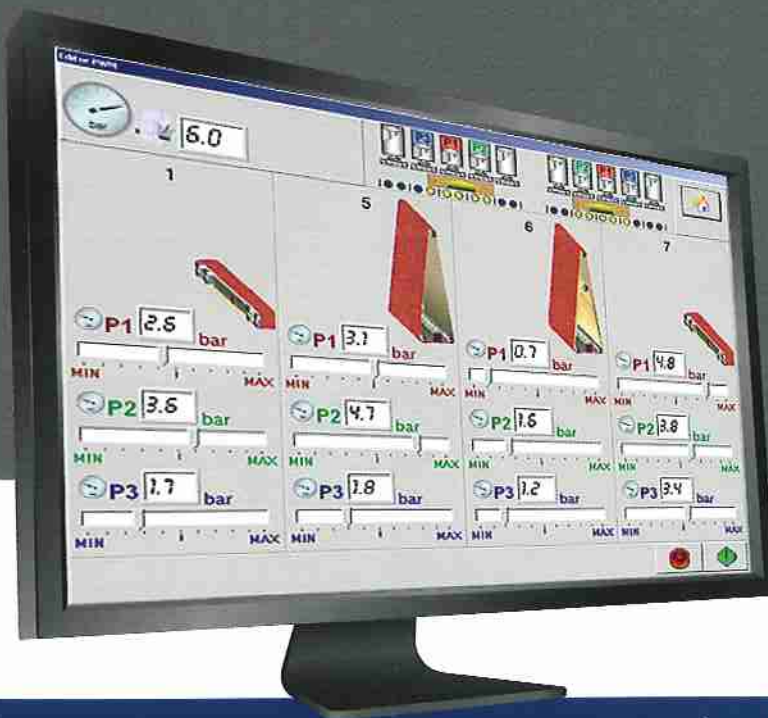 bar
6.0
1 5 6 7
P1 2.6 bar P1 3.1 bar P1 0.7 bar P1 4.8 bar
MIN MAX MIN MAX MIN MAX MIN MAX
P2 3.6 bar P2 4.7 bar P2 1.6 bar P2 3.8 bar
MIN MAX MIN MAX MIN MAX MIN MAX
P3 1.7 bar P3 1.8 bar P3 1.2 bar P3 3.4 bar
MIN MAX MIN MAX MIN MAX MIN MAX